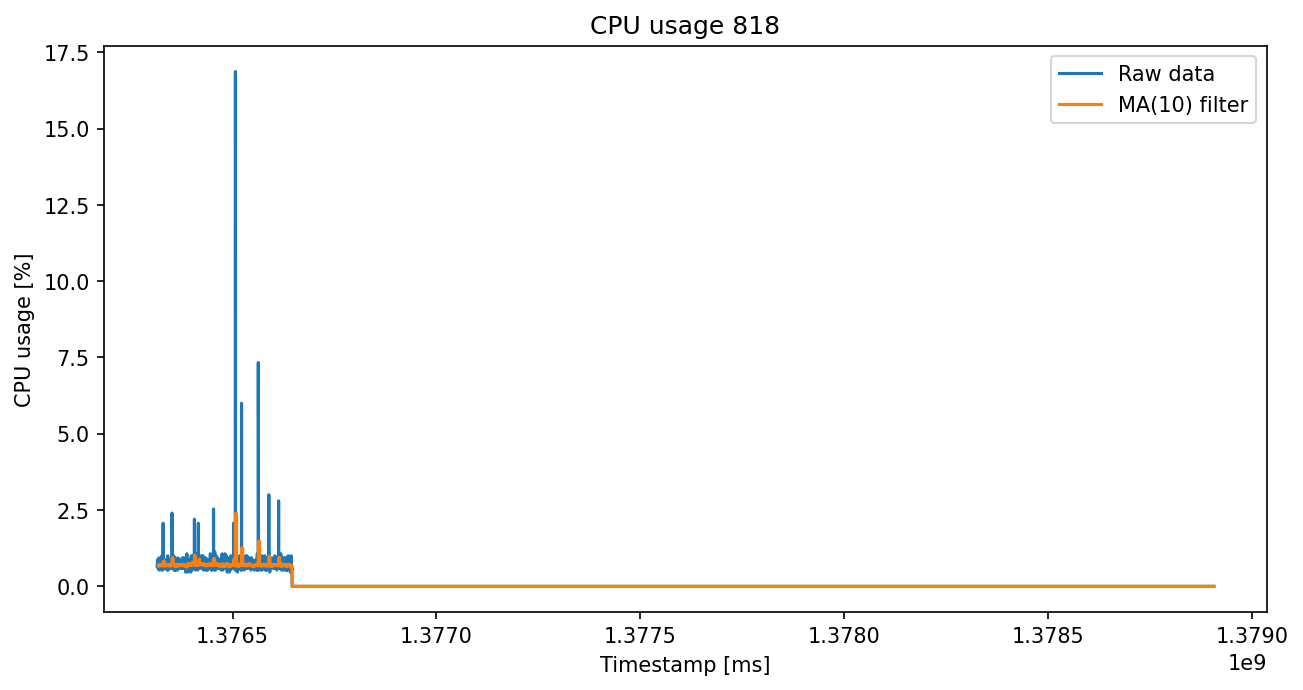 CPU usage 818
Raw data
MA(10) filter
CPU usage [%]
17.5
15.0
12.5
10.0
7.5
5.0
2.5
0.0
1.3765 1.3770 1.3775 1.3780 1.3785 1.3790
1e9
Timestamp [ms]